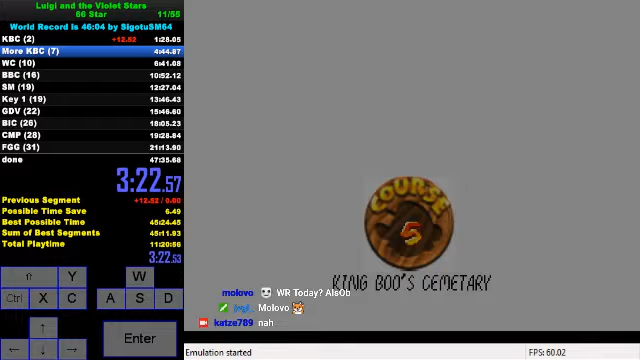 Luigi and the Violet Stars
66 Star 11/55
World Record is 46:04 by SigotuSM64
KBC (2) +12.52 1:28.05
More KBC (7) 4:44.87
WC (10) 6:41.08
BBC (16) 10:52.12
SM (19) 12:27.04
Key 1 (19) 13:46.43
GDV (22) 15:46.60
BIC (26) 18:05.23
CMP (28) 19:28.84
FGG (31) 21:13.90
done 47:35.68
3:22.57
Previous Segment +12.52 / 0.00
Possible Time Save 6.49
Best Possible Time 45:24.45
Sum of Best Segments 45:11.93
Total Playtime 11:20:56
3:22.53
↑ Y W
Ctrl X C A S D
↑ Enter
← ↓ →
COURSE
5
KING BOO'S CEMETARY
molovo WR Today? AlsOb
Molovo
katze789 nah
Emulation started FPS: 60.02